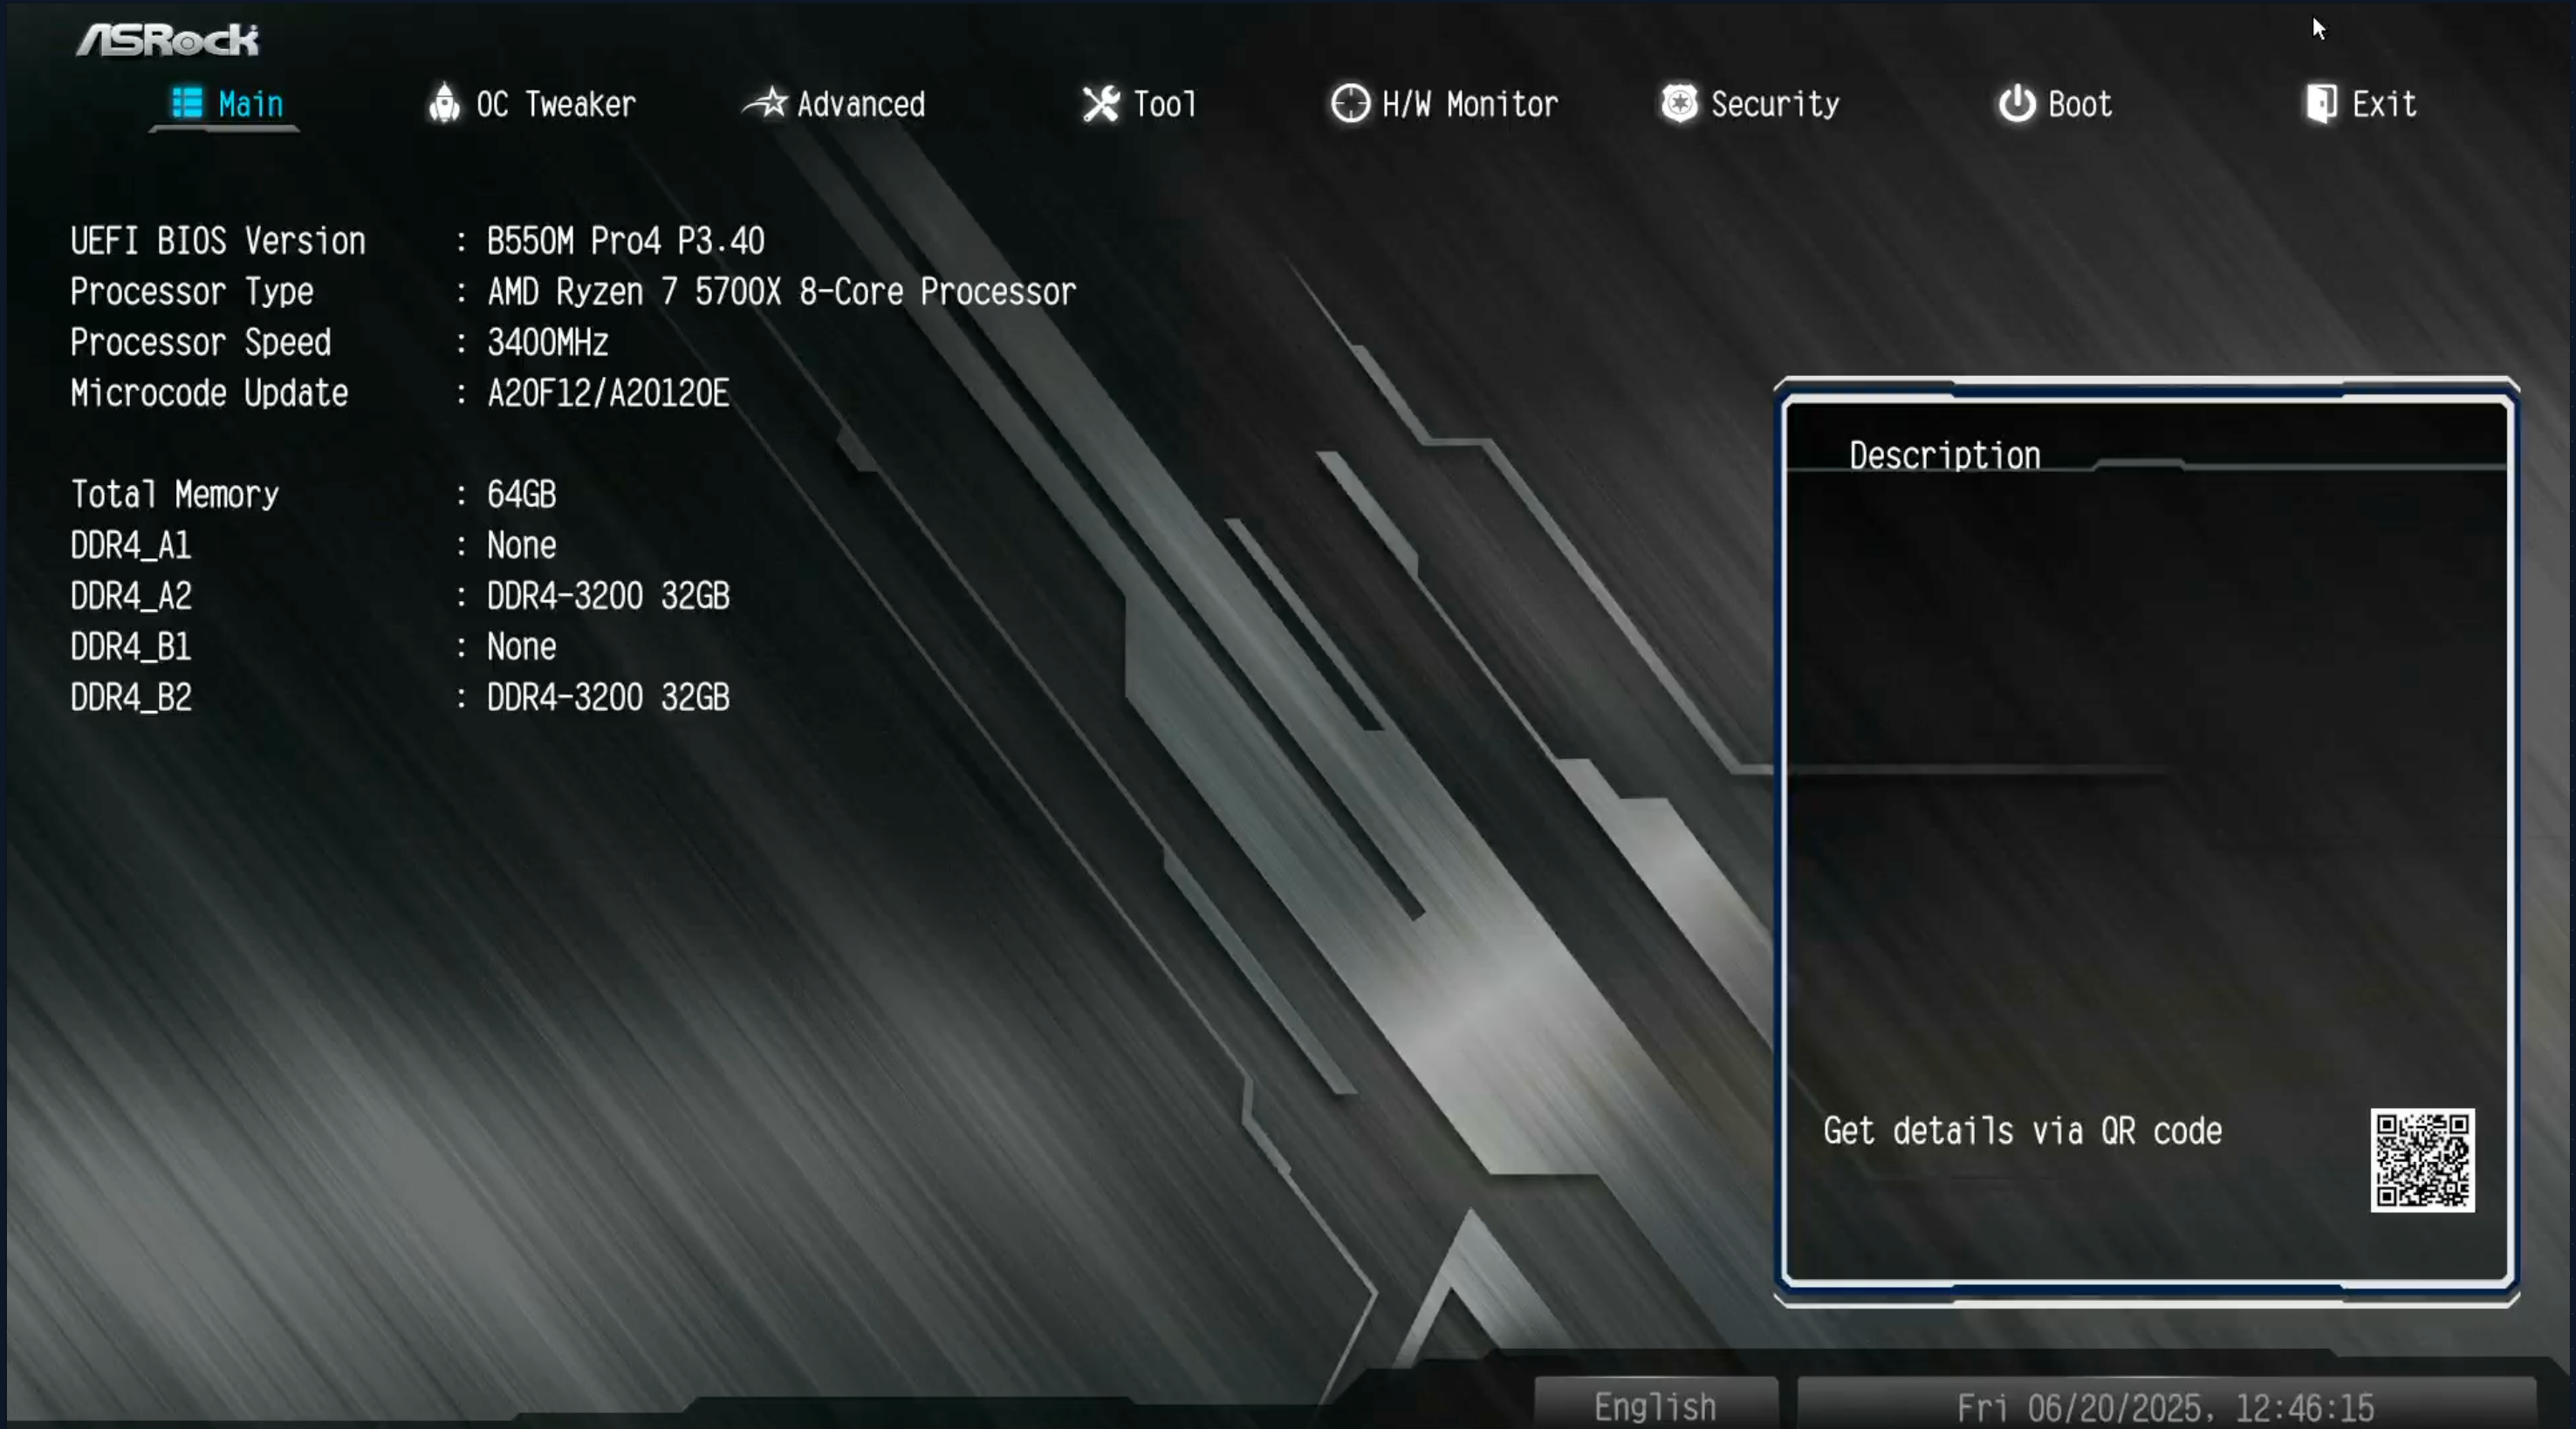 ASRock
Main OC Tweaker Advanced Tool H/W Monitor Security Boot Exit
UEFI BIOS Version : B550M Pro4 P3.40
Processor Type : AMD Ryzen 7 5700X 8-Core Processor
Processor Speed : 3400MHz
Microcode Update : A20F12/A20120E
Total Memory : 64GB
DDR4_A1 : None
DDR4_A2 : DDR4-3200 32GB
DDR4_B1 : None
DDR4_B2 : DDR4-3200 32GB
Description
Get details via QR code
English
Fri 06/20/2025, 12:46:15